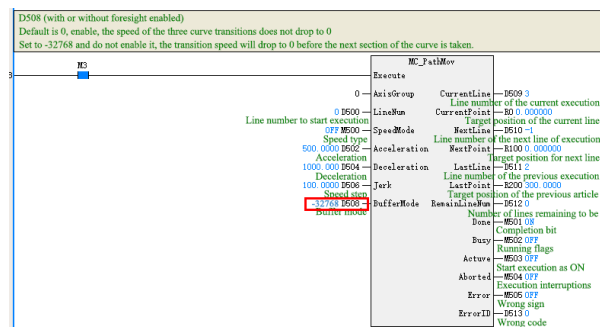 D508 (with or without foresight enabled)
Default is 0, enable, the speed of the three curve transitions does not drop to 0
Set to -32768 and do not enable it, the transition speed will drop to 0 before the next section of the curve is taken.
M3
MC_PathMov
Execute
0 AxisGroup CurrentLine D509 3
Line number of the current execution
0 D500 LineNum CurrentPoint R0 0.000000
Line number to start execution Target position of the current line
OFF M500 SpeedMode NextLine D510 -1
Speed type Line number of the next line of execution
500.0000 D502 Acceleration NextPoint R100 0.000000
Acceleration Target position for next line
1000.0000 D504 Deceleration LastLine D511 2
Deceleration Line number of the previous execution
100.0000 D506 Jerk LastPoint R200 300.0000
Speed step Target position of the previous article
-32768 D508 BufferMode RemainLineNum D512 0
Buffer mode Number of lines remaining to be
Done M501 ON
Completion bit
Busy M502 OFF
Running flags
Actuve M503 OFF
Start execution as ON
Aborted M504 OFF
Execution interruptions
Error M505 OFF
Wrong sign
ErrorID D513 0
Wrong code